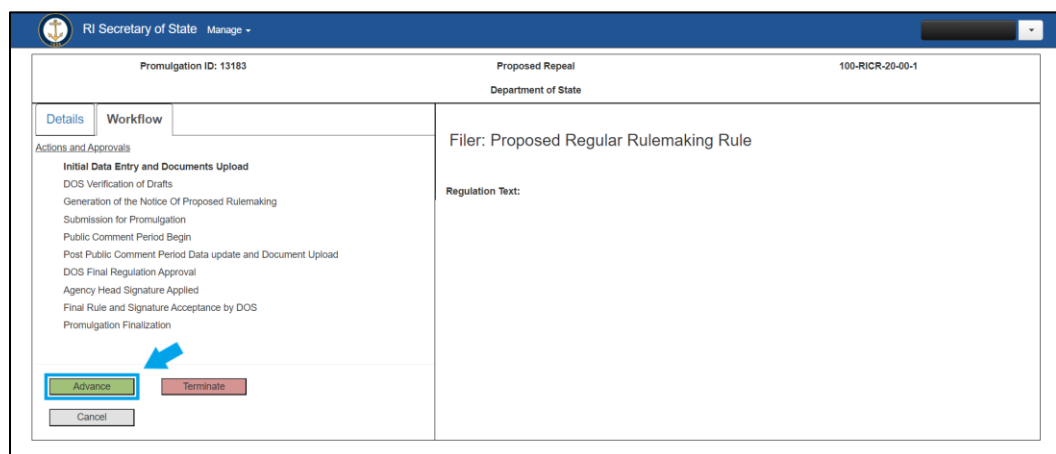 RI Secretary of State Manage
Promulgation ID: 13183 Proposed Repeal 100-RICR-20-00-1
Department of State
Details Workflow
Actions and Approvals
Initial Data Entry and Documents Upload
DOS Verification of Drafts
Generation of the Notice Of Proposed Rulemaking
Submission for Promulgation
Public Comment Period Begin
Post Public Comment Period Data update and Document Upload
DOS Final Regulation Approval
Agency Head Signature Applied
Final Rule and Signature Acceptance by DOS
Promulgation Finalization
Advance Terminate
Cancel
Filer: Proposed Regular Rulemaking Rule
Regulation Text: